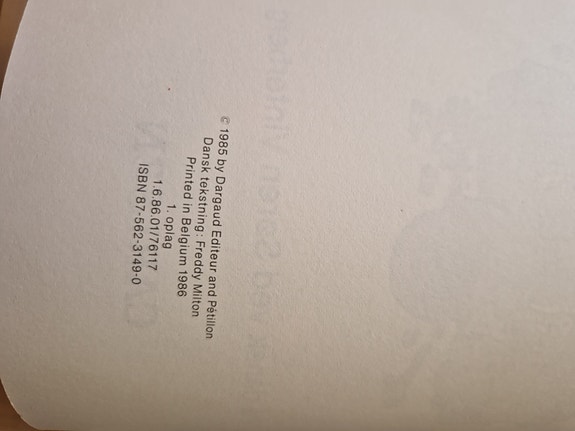 © 1985 by Dargaud Editeur and Pétillon
Dansk tekstning: Freddy Milton
Printed in Belgium 1986
1. oplag
1.6.86.01/76117
ISBN 87-562-3149-0